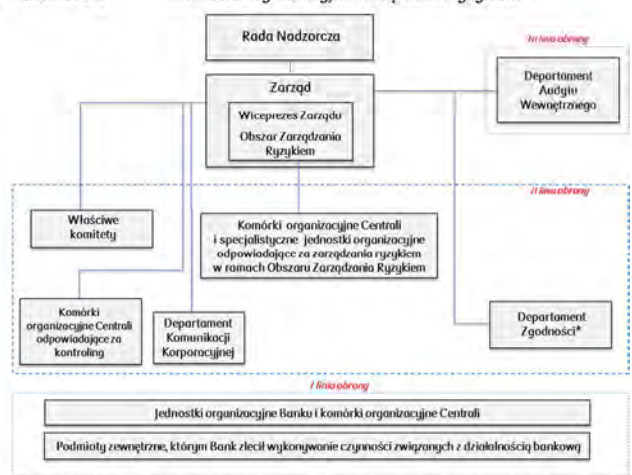 Rada Nadzorcza
III linia obrony
Zarząd
Wiceprezes Zarządu
Obszar Zarządzania
Ryzykiem
Departament
Audytu
Wewnętrznego
II linia obrony
Właściwe
komitety
Komórki organizacyjne Centrali
i specjalistyczne jednostki organizacyjne
odpowiadające za zarządzania ryzykiem
w ramach Obszaru Zarządzania Ryzykiem
Komórki
organizacyjne Centrali
odpowiadające za
kontroling
Departament
Komunikacji
Korporacyjnej
Departament
Zgodności*
I linia obrony
Jednostki organizacyjne Banku i komórki organizacyjne Centrali
Podmioty zewnętrzne, którym Bank zlecił wykonywanie czynności związanych z działalnością bankową